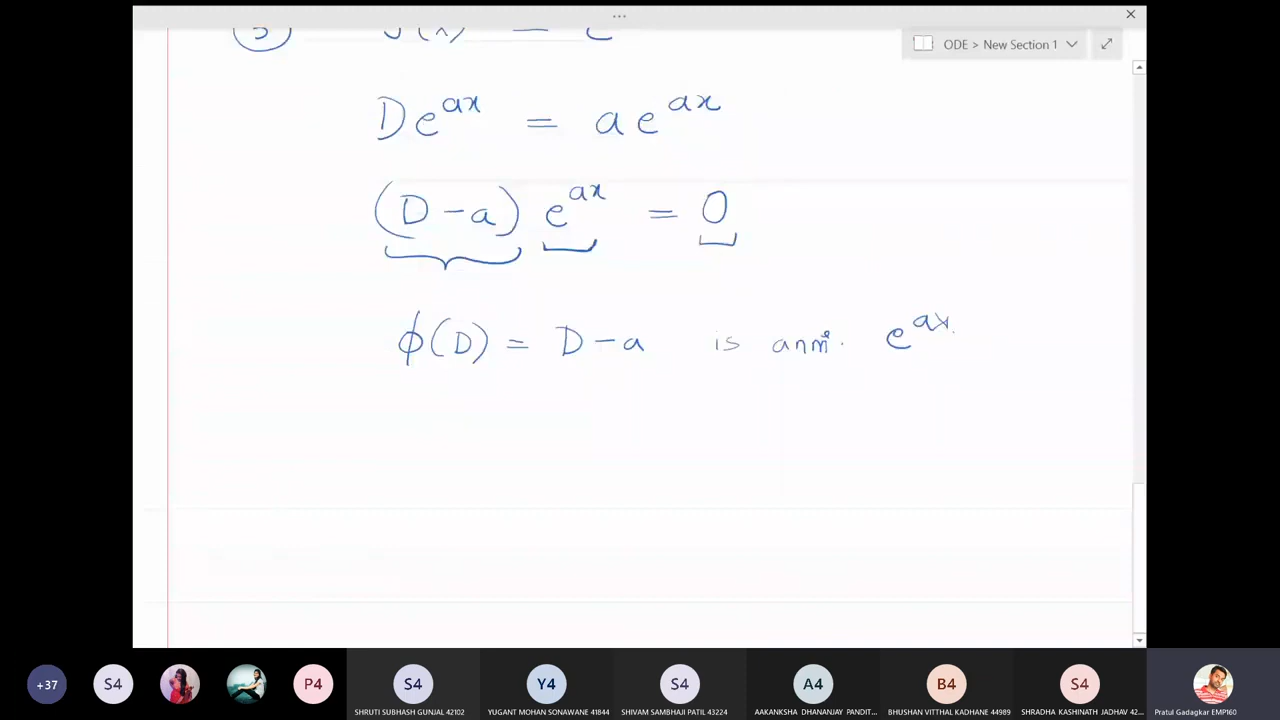 ...
ODE > New Section 1
D e^{ax} = a e^{ax}
(D - a) e^{ax} = 0
ϕ(D) = D - a is annⁱ. e^{ax}.
+37
S4
P4
S4
Y4
S4
A4
B4
S4
SHRUTI SUBHASH GUNJAL 42102
YUGANT MOHAN SONAWANE 41844
SHIVAM SAMBHAJI PATIL 43224
AAKANKSHA DHANANJAY PANDIT...
BHUSHAN VITTHAL KADHANE 44989
SHRADHA KASHINATH JADHAV 42...
Pratul Gadagkar EMP160